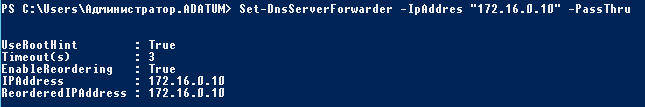 PS C:\Users\Администратор.ADATUM> Set-DnsServerForwarder -IpAddres "172.16.0.10" -PassThru
UseRootHint : True
Timeout(s) : 3
EnableReordering : True
IPAddress : 172.16.0.10
ReorderedIPAddress : 172.16.0.10